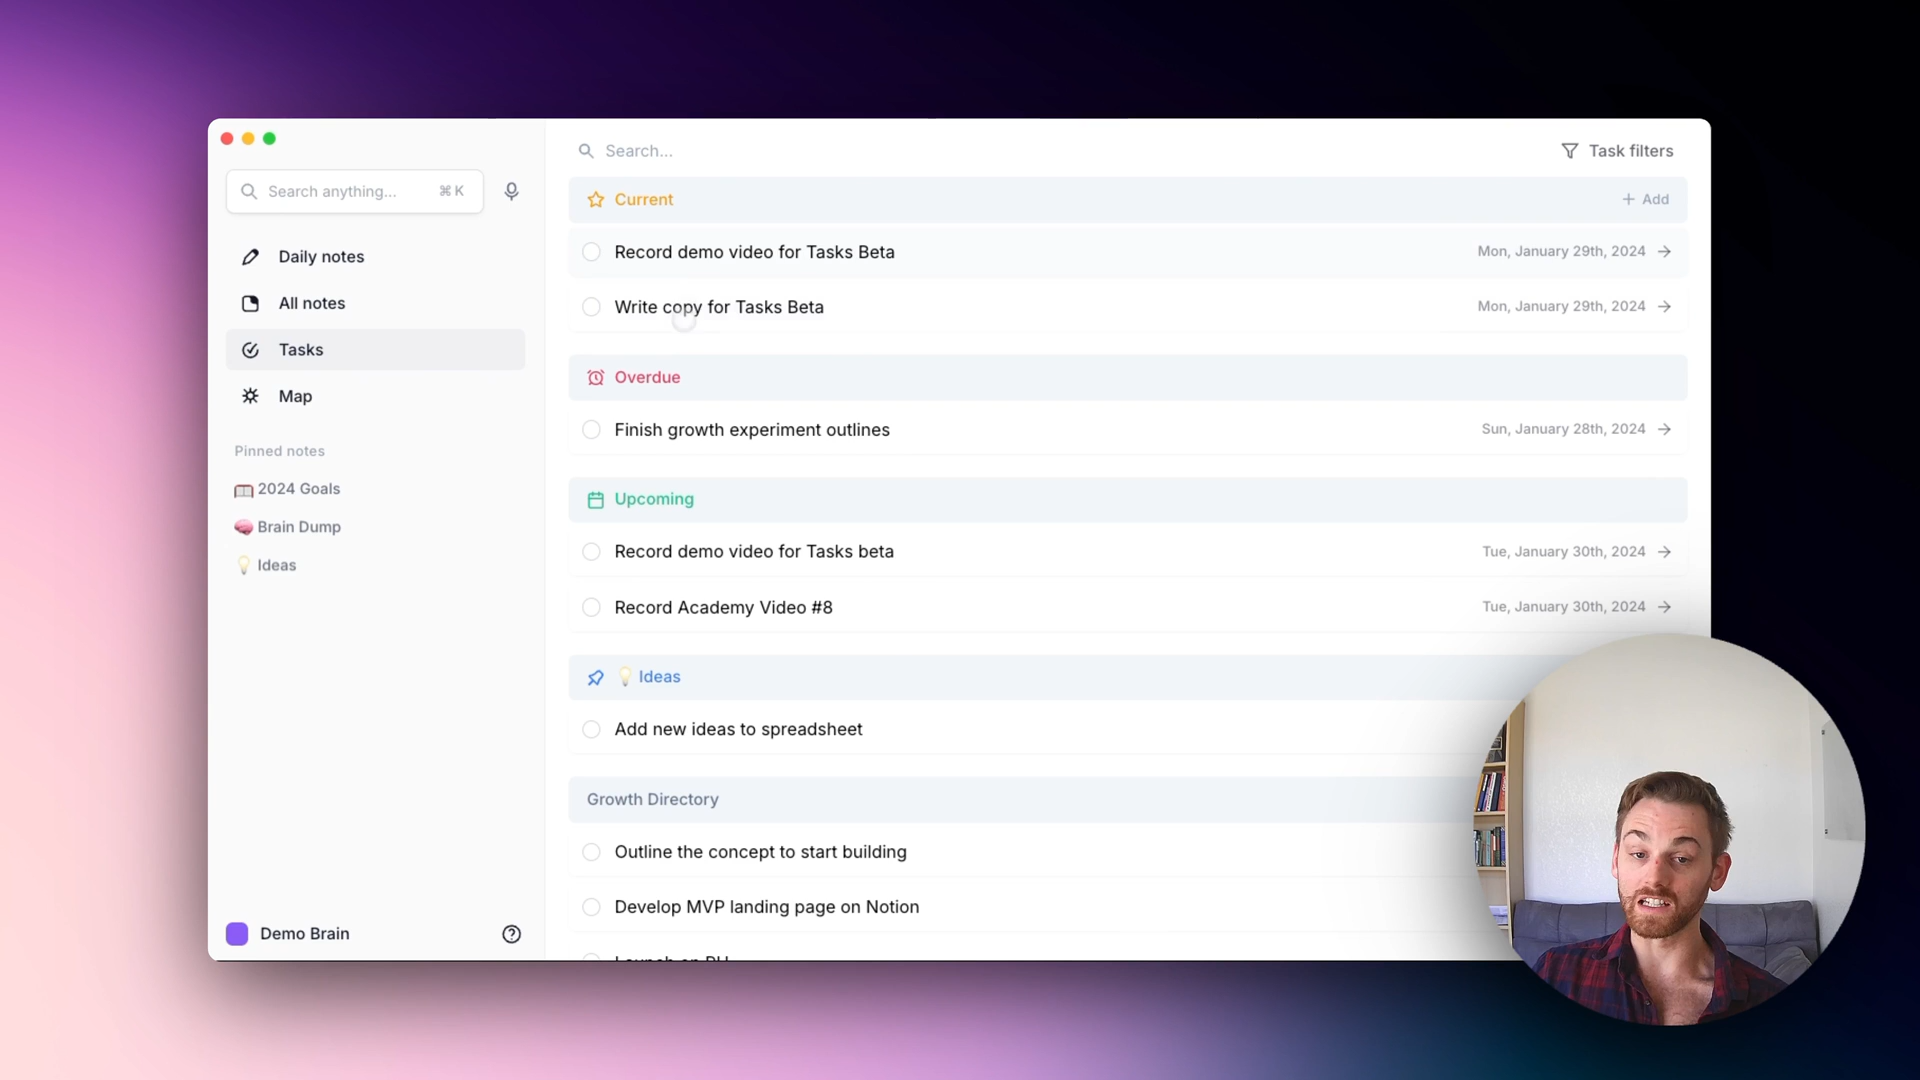 Search anything...
⌘ K
Daily notes
All notes
Tasks
Map
Pinned notes
2024 Goals
Brain Dump
Ideas
Demo Brain
Search...
Task filters
Current
+ Add
Record demo video for Tasks Beta
Mon, January 29th, 2024
Write copy for Tasks Beta
Mon, January 29th, 2024
Overdue
Finish growth experiment outlines
Sun, January 28th, 2024
Upcoming
Record demo video for Tasks beta
Tue, January 30th, 2024
Record Academy Video #8
Tue, January 30th, 2024
Ideas
Add new ideas to spreadsheet
Growth Directory
Outline the concept to start building
Develop MVP landing page on Notion